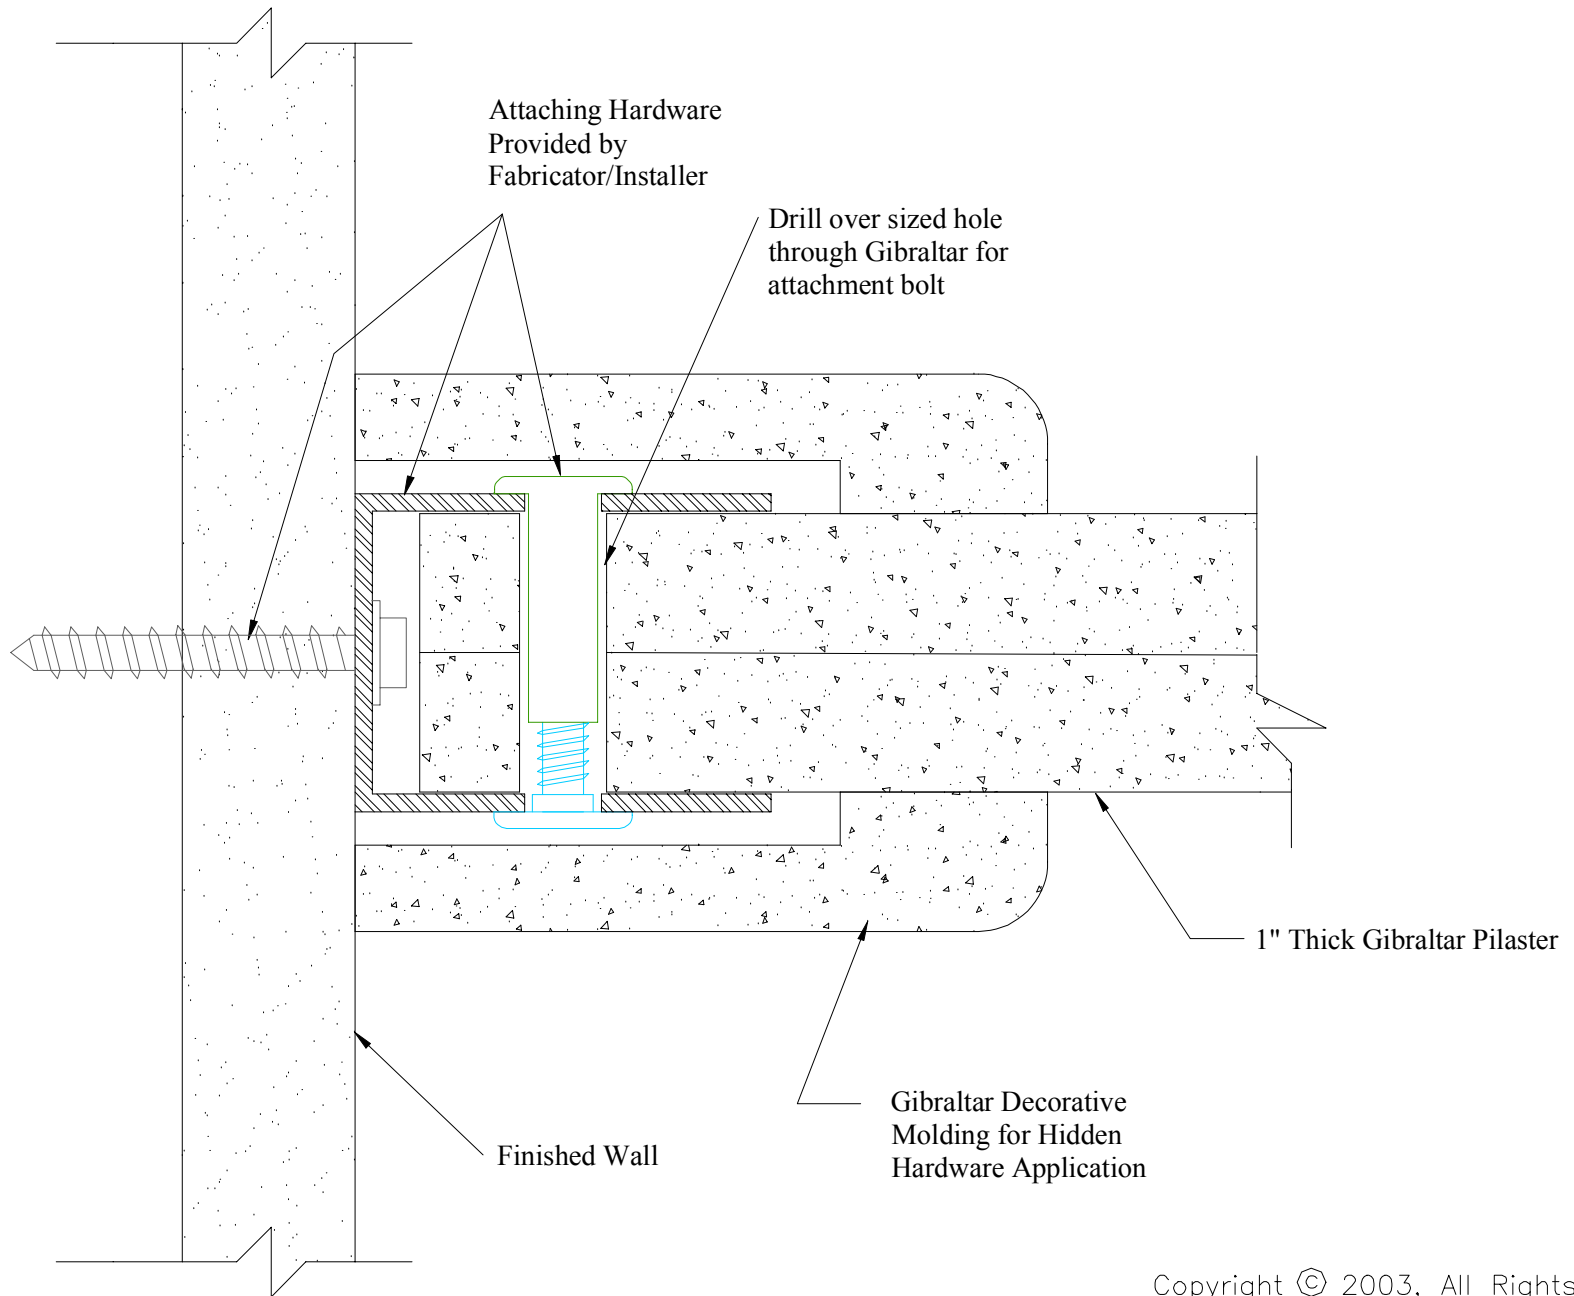 Attaching Hardware
Provided by
Fabricator/Installer
Drill over sized hole
through Gibraltar for
attachment bolt
1" Thick Gibraltar Pilaster
Gibraltar Decorative
Molding for Hidden
Hardware Application
Finished Wall
Copyright © 2003, All Rights